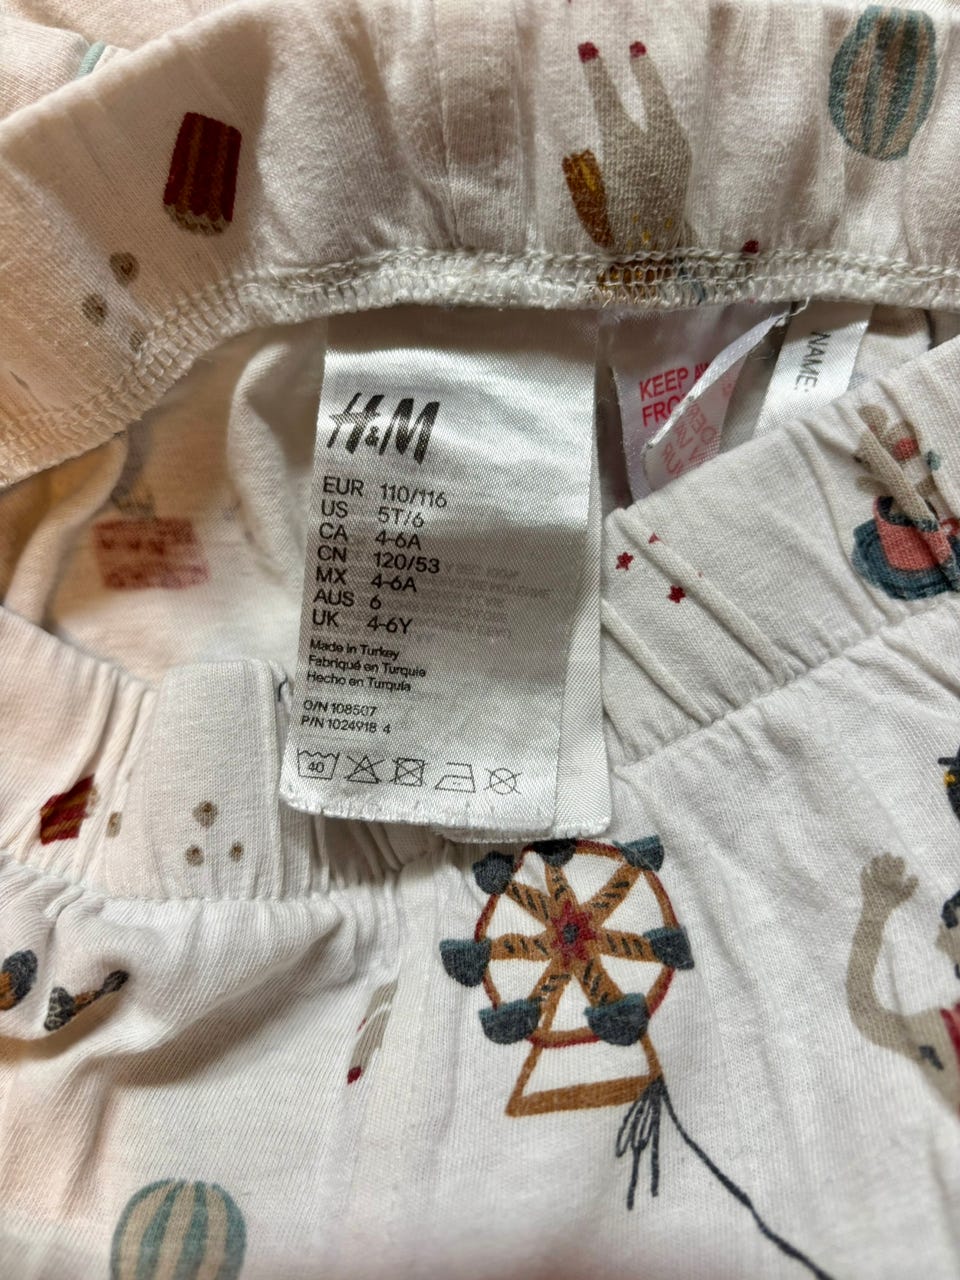 H&M
EUR 110/116
US 5T/6
CA 4-6A
CN 120/53
MX 4-6A
AUS 6
UK 4-6Y
Made in Turkey
Fabriqué en Turquie
Hecho en Turquía
O/N 108507
P/N 1024918 4
40
KEEP
NAME: